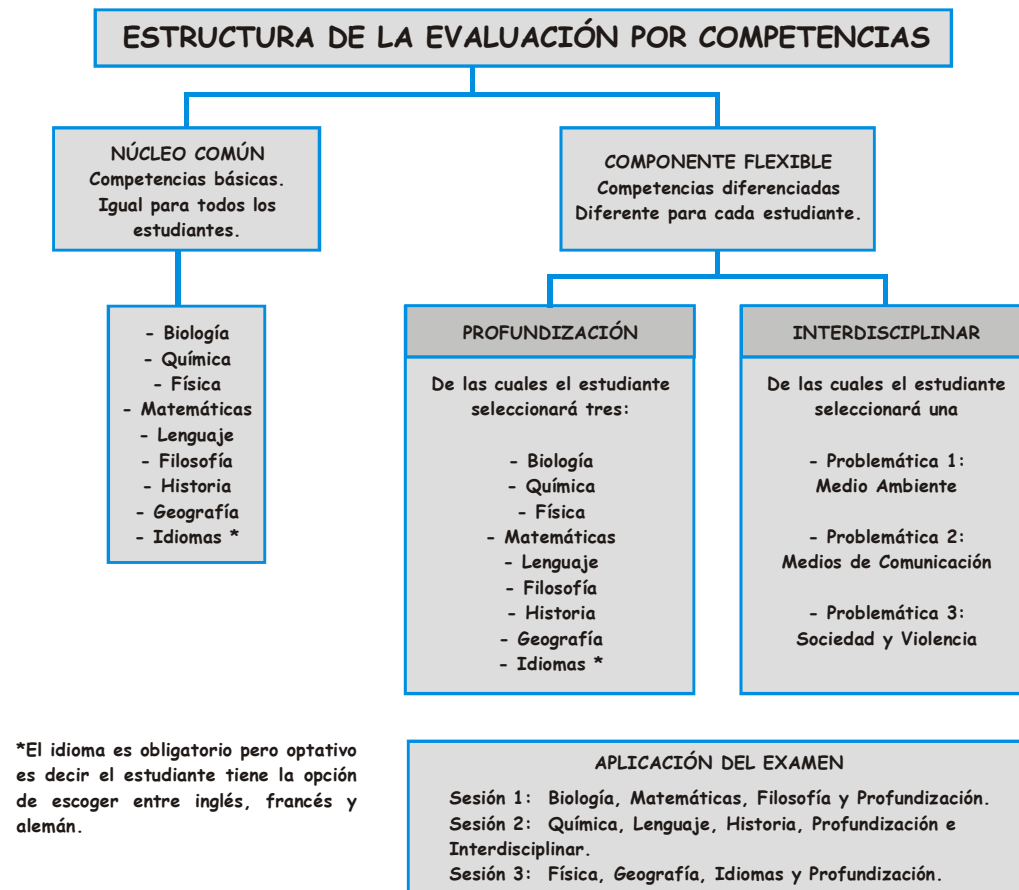 ESTRUCTURA DE LA EVALUACIÓN POR COMPETENCIAS
NÚCLEO COMÚN
Competencias básicas.
Igual para todos los
estudiantes.
COMPONENTE FLEXIBLE
Competencias diferenciadas
Diferente para cada estudiante.
- Biología
- Química
- Física
- Matemáticas
- Lenguaje
- Filosofía
- Historia
- Geografía
- Idiomas *
PROFUNDIZACIÓN
De las cuales el estudiante
seleccionará tres:
- Biología
- Química
- Física
- Matemáticas
- Lenguaje
- Filosofía
- Historia
- Geografía
- Idiomas *
INTERDISCIPLINAR
De las cuales el estudiante
seleccionará una
- Problemática 1:
Medio Ambiente
- Problemática 2:
Medios de Comunicación
- Problemática 3:
Sociedad y Violencia
*El idioma es obligatorio pero optativo
es decir el estudiante tiene la opción
de escoger entre inglés, francés y
alemán.
APLICACIÓN DEL EXAMEN
Sesión 1: Biología, Matemáticas, Filosofía y Profundización.
Sesión 2: Química, Lenguaje, Historia, Profundización e
Interdisciplinar.
Sesión 3: Física, Geografía, Idiomas y Profundización.